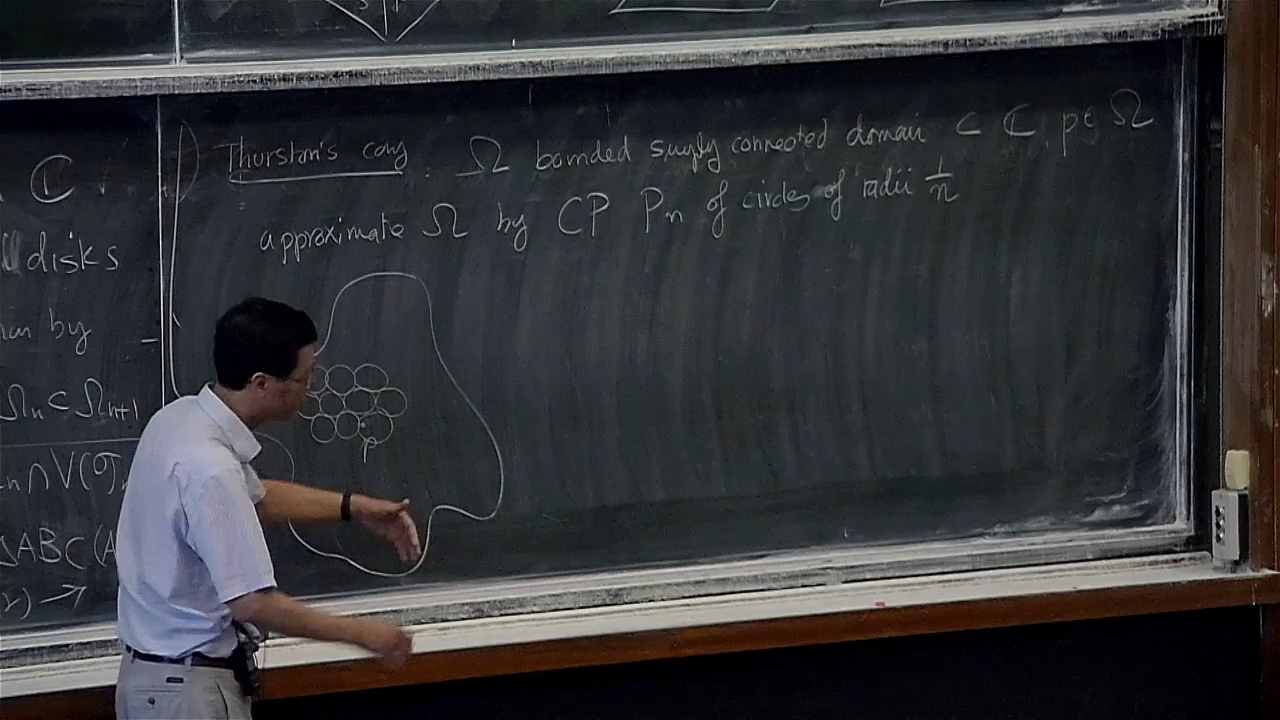 ℂ
disks
by
Ωn ⊂ Ωn+1
n ∩ V(𝒯
△ABC (A
) →
Thurston's conj. Ω bounded simply connected domain ⊂ ℂ, p ∈ Ω
approximate Ω by CP Pn of circles of radii 1/n
p